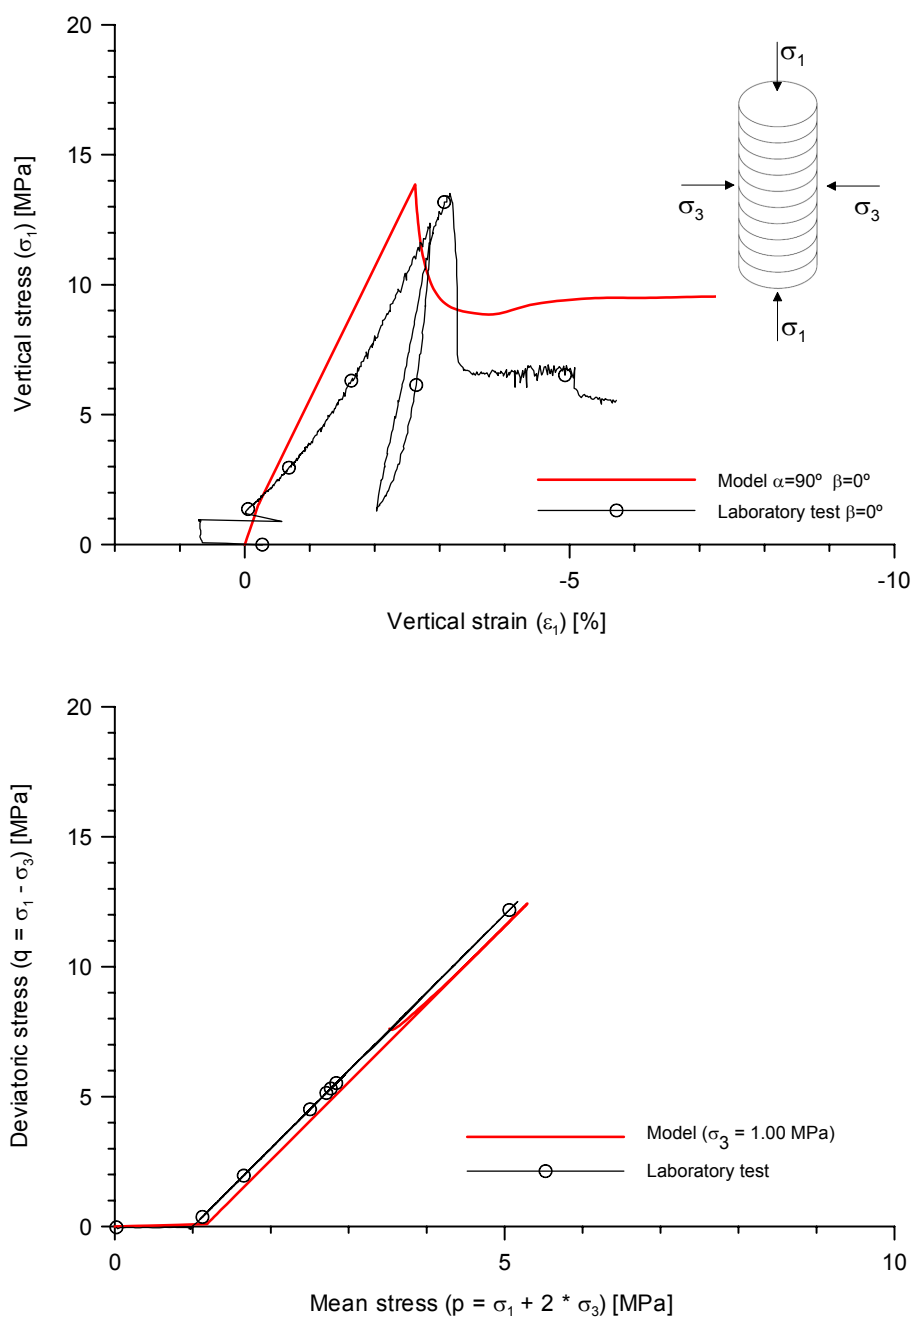 20
15
10
5
0
Vertical stress (σ1) [MPa]
σ1
σ3
σ3
σ1
Model α=90º β=0º
Laboratory test β=0º
0
-5
-10
Vertical strain (ε1) [%]
20
15
10
5
0
Deviatoric stress (q = σ1 - σ3) [MPa]
Model (σ3 = 1.00 MPa)
Laboratory test
0
5
10
Mean stress (p = σ1 + 2 * σ3) [MPa]